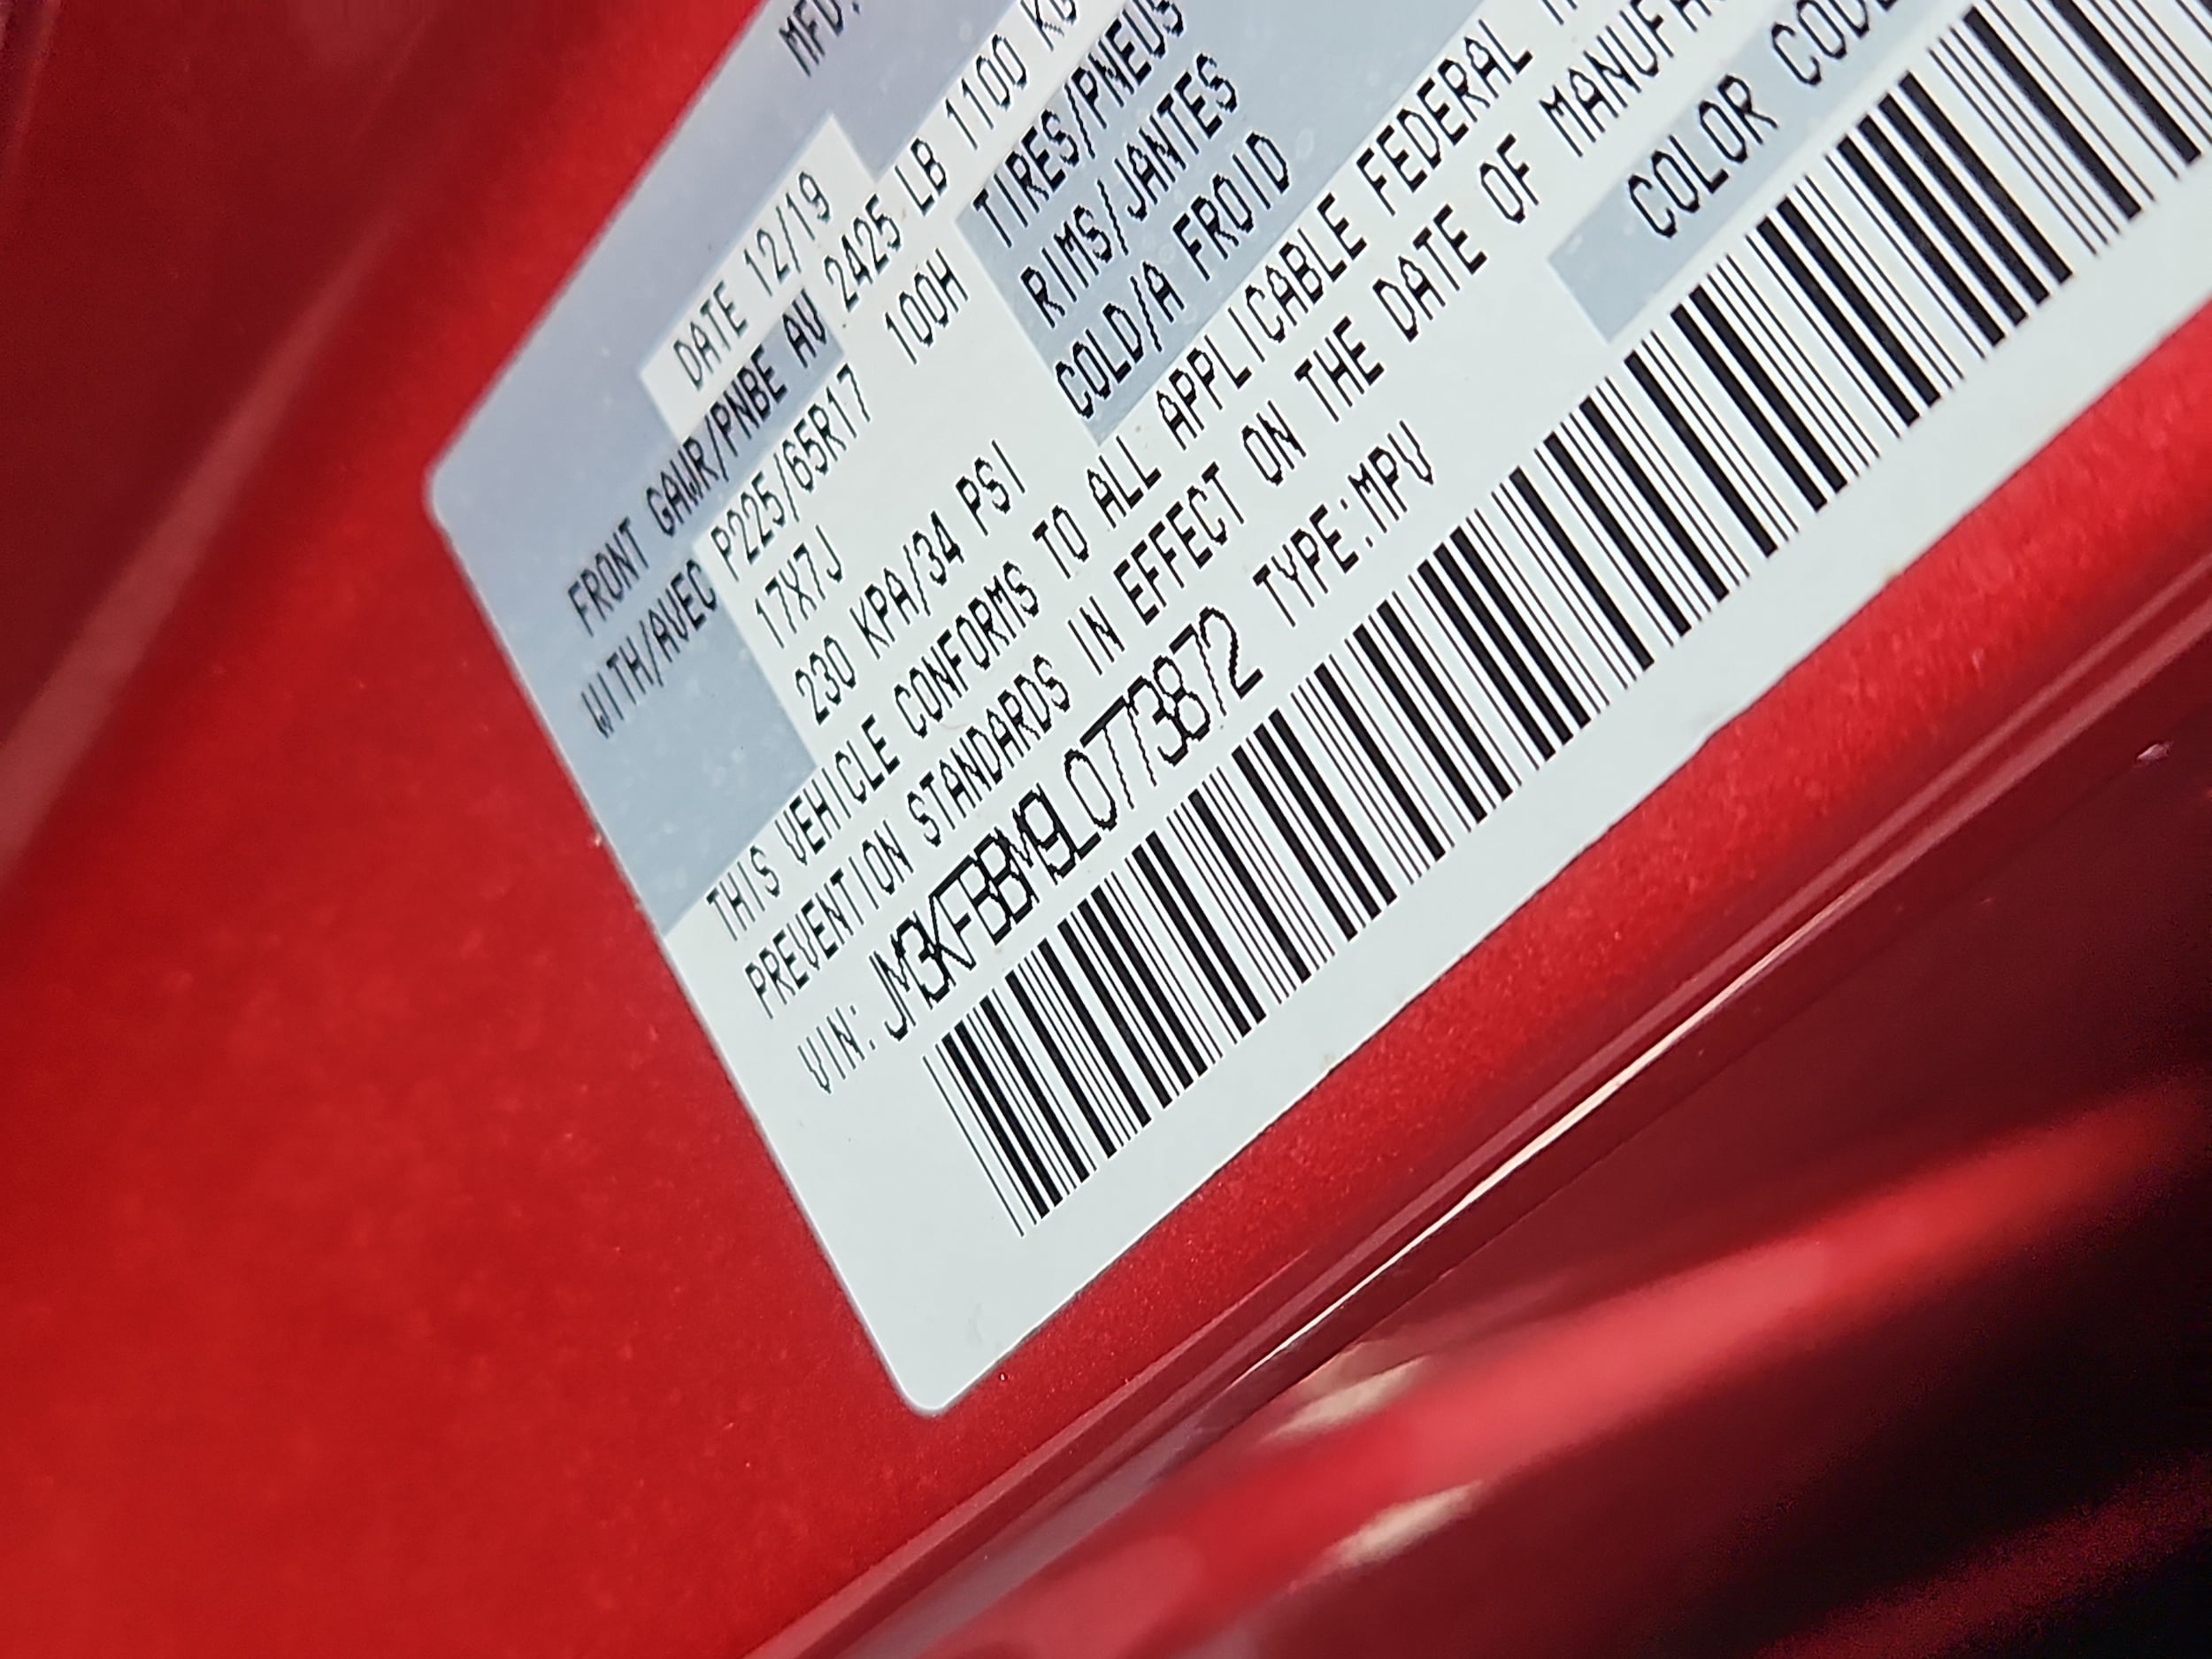 MFD.
DATE 12/19
FRONT GAWR/PNBE AV 2425 LB 1100 KG
WITH/AVEC P225/65R17 100H TIRES/PNEUS
17X7J RIMS/JANTES
230 KPA/34 PSI COLD/A FROID
THIS VEHICLE CONFORMS TO ALL APPLICABLE FEDERAL
PREVENTION STANDARDS IN EFFECT ON THE DATE OF MANUFA
VIN: JM3KFBBM9L0773872 TYPE:MPV COLOR CODE